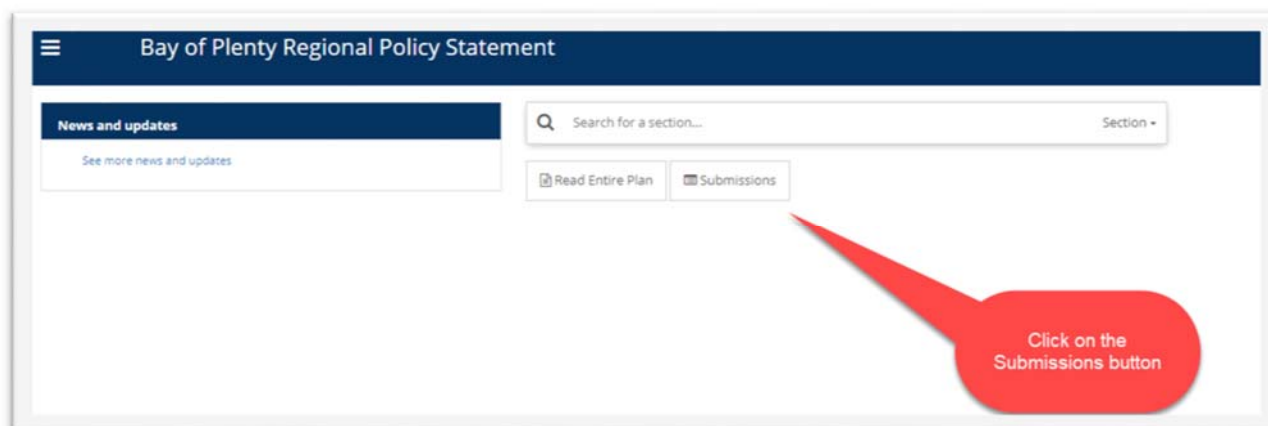 Bay of Plenty Regional Policy Statement
News and updates
See more news and updates
Search for a section...
Section
Read Entire Plan
Submissions
Click on the
Submissions button